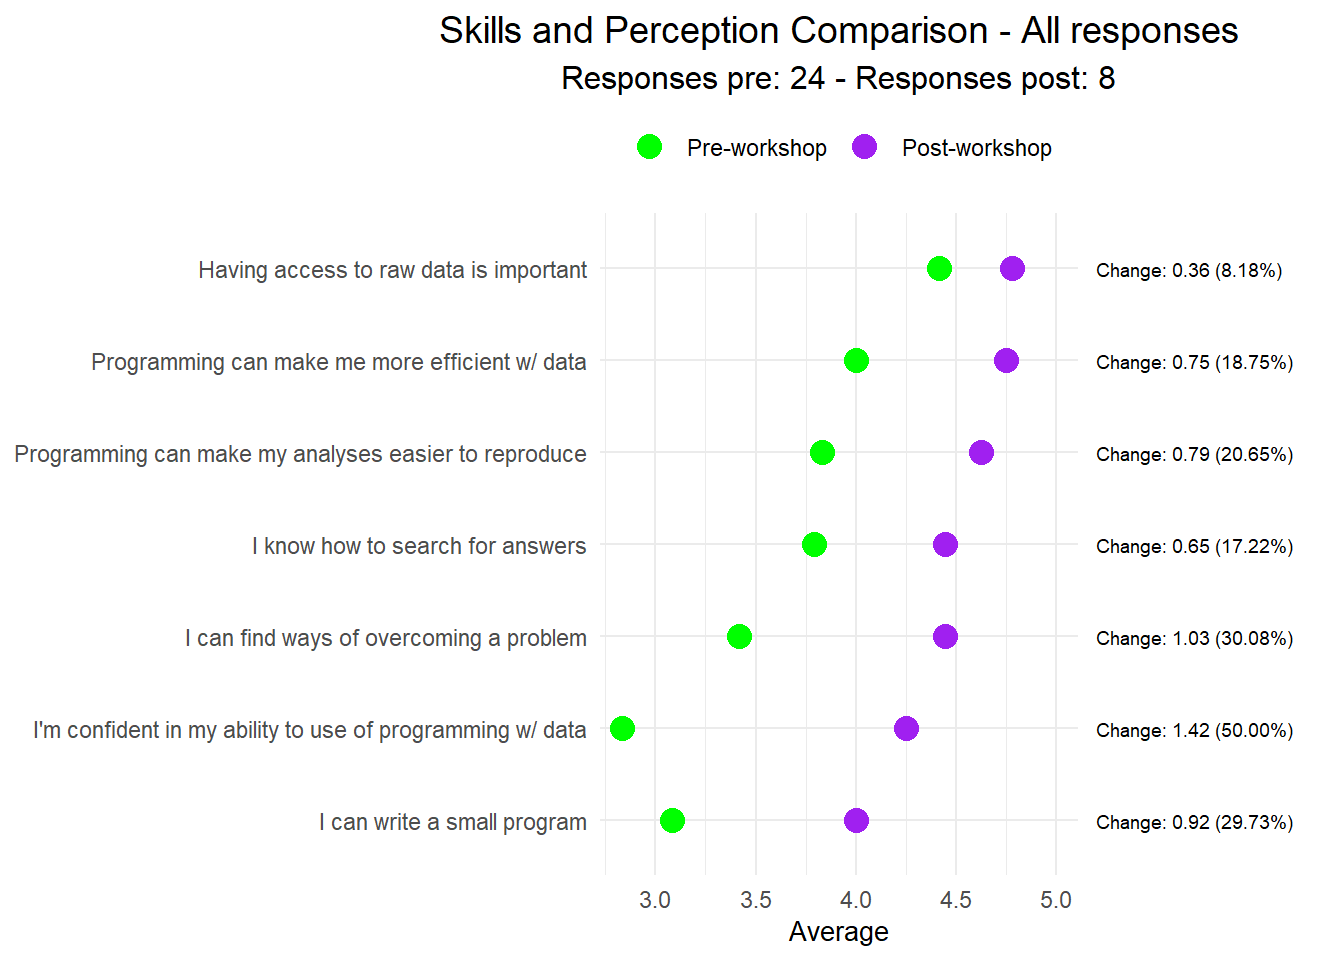 Skills and Perception Comparison - All responses
Responses pre: 24 - Responses post: 8
Pre-workshop Post-workshop
Having access to raw data is important Change: 0.36 (8.18%)
Programming can make me more efficient w/ data Change: 0.75 (18.75%)
Programming can make my analyses easier to reproduce Change: 0.79 (20.65%)
I know how to search for answers Change: 0.65 (17.22%)
I can find ways of overcoming a problem Change: 1.03 (30.08%)
I'm confident in my ability to use of programming w/ data Change: 1.42 (50.00%)
I can write a small program Change: 0.92 (29.73%)
3.0 3.5 4.0 4.5 5.0
Average